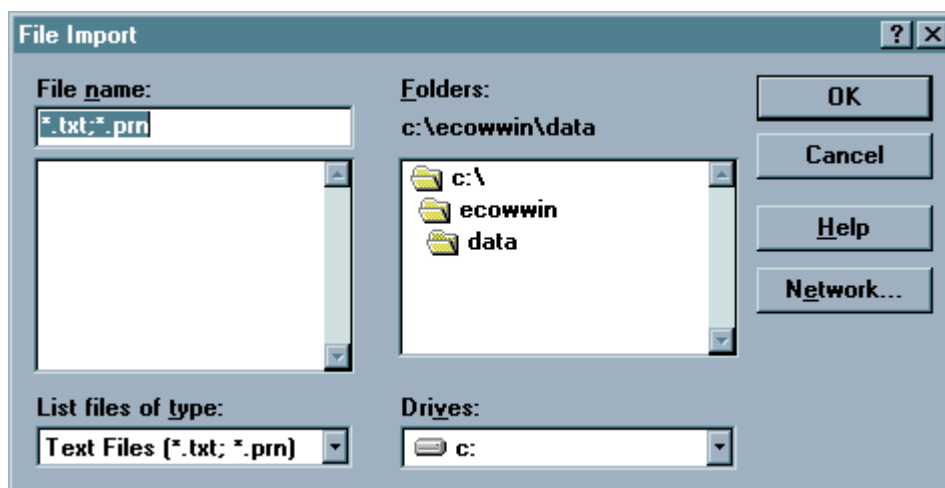 File Import
File name:
*.txt;*.prn
Folders:
c:\ecowwin\data
c:\
ecowwin
data
OK
Cancel
Help
Network...
List files of type:
Text Files (*.txt; *.prn)
Drives:
c: